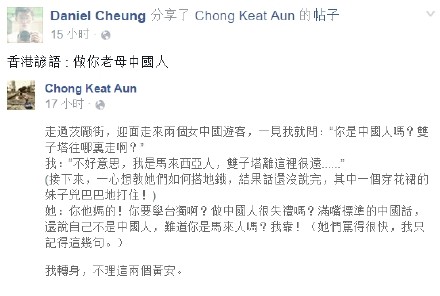 Daniel Cheung 分享了 Chong Keat Aun 的帖子
15 小时 ·
香港諺語 : 做你老母中國人
Chong Keat Aun
17 小时 ·
走過茨厰街，迎面走來兩個女中國遊客，一見我就問：“你是中國人嗎？雙
子塔往哪裏走啊？”
我：“不好意思，我是馬來西亞人，雙子塔離這裡很遠......”
(接下來，一心想教她們如何搭地鐵，結果話還沒說完，其中一個穿花裙的
妹子兇巴巴地打住！)
她：你他媽的！你要學台獨啊？做中國人很失禮嗎？滿嘴標準的中國話，
還說自己不是中國人，難道你是馬來人嗎？我靠！（她們罵得很快，我只
記得這幾句。）
我轉身，不理這兩個黃安。